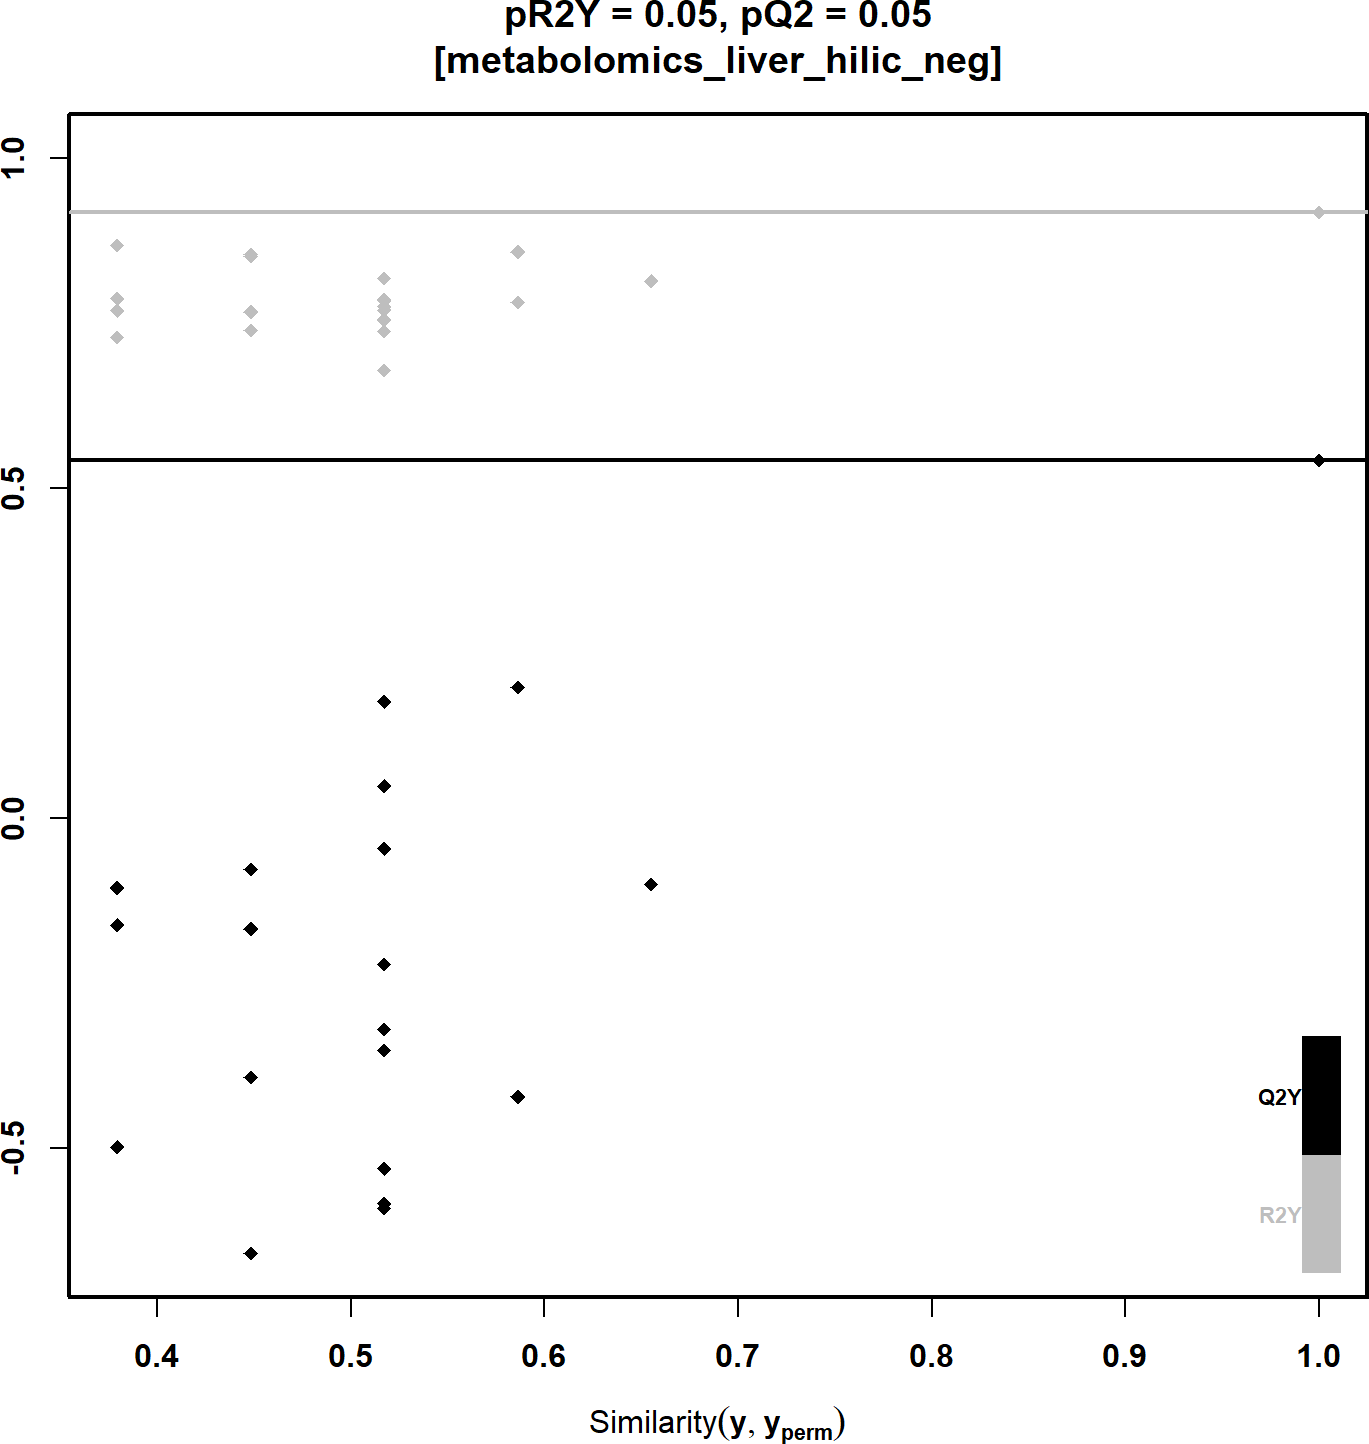 pR2Y = 0.05, pQ2 = 0.05
[metabolomics_liver_hilic_neg]
1.0
0.5
0.0
-0.5
Q2Y
R2Y
0.4 0.5 0.6 0.7 0.8 0.9 1.0
Similarity(y, yperm)